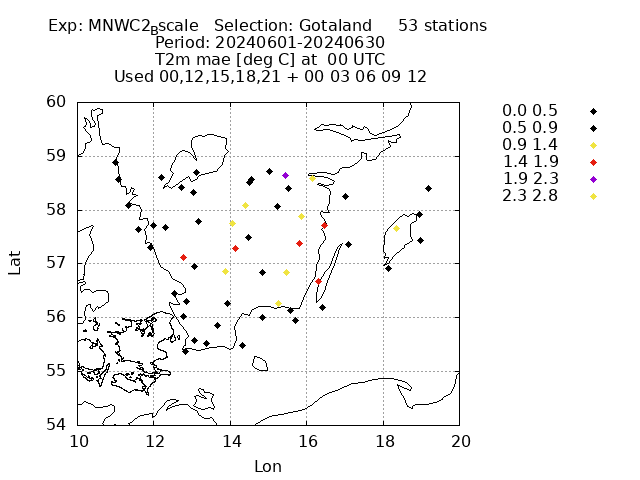 Exp: MNWC2_Bscale   Selection: Gotaland     53 stations
Period: 20240601-20240630
T2m mae [deg C] at  00 UTC
Used 00,12,15,18,21 + 00 03 06 09 12
0.0 0.5
0.5 0.9
0.9 1.4
1.4 1.9
1.9 2.3
2.3 2.8
60
59
58
57
56
55
54
Lat
10 12 14 16 18 20
Lon